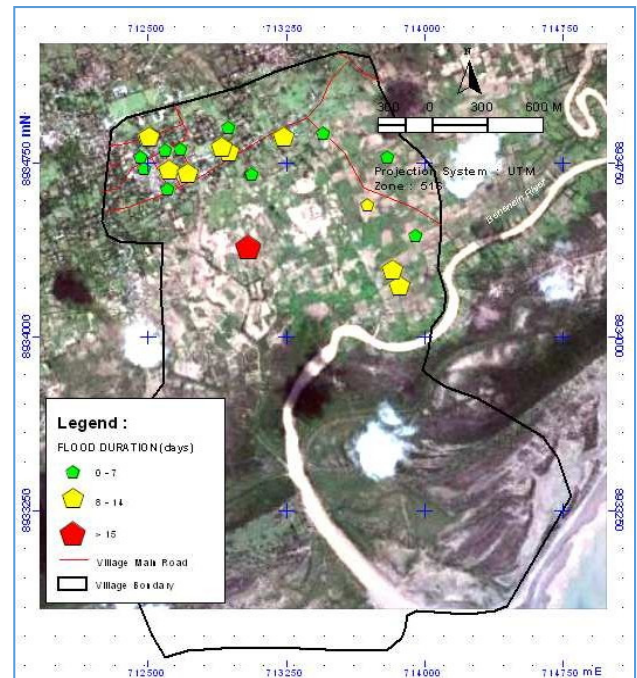 712500 713250 714000 714750
N
300 0 300 600 M
8934750 mN
8934750
Projection System : UTM
Zone : 51S
Benenain River
8934000
8934000
Legend :
FLOOD DURATION (days)
0 - 7
8 - 14
> 15
Village Main Road
Village Boundary
8933250
8933250
712500 713250 714000 714750 mE